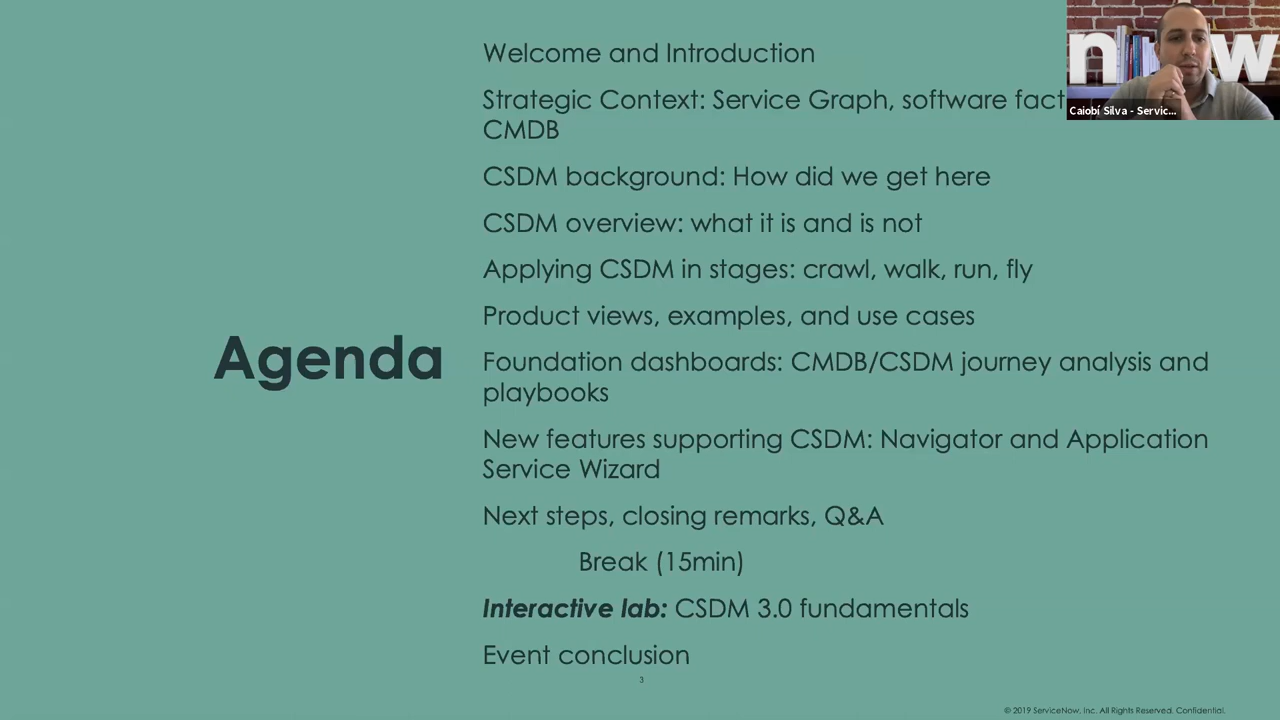 Welcome and Introduction
Strategic Context: Service Graph, software
CMDB
CSDM background: How did we get here
CSDM overview: what it is and is not
Applying CSDM in stages: crawl, walk, run, fly
Product views, examples, and use cases
Agenda
Foundation dashboards: CMDB/CSDM journey analysis and
playbooks
New features supporting CSDM: Navigator and Application
Service Wizard
Next steps, closing remarks, Q&A
Break (15min)
Interactive lab: CSDM 3.0 fundamentals
Event conclusion
3
© 2019 ServiceNow, Inc. All Rights Reserved. Confidential.
n w
Caiobí Silva - Servic...